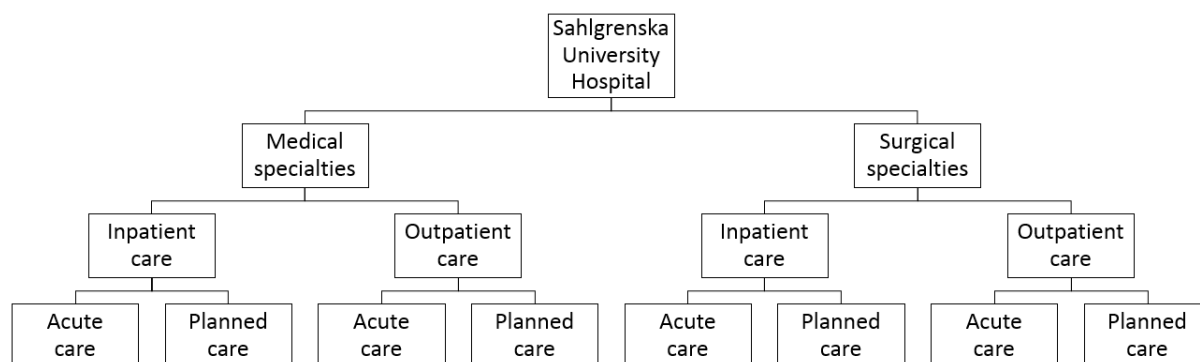 Sahlgrenska
University
Hospital
Medical
specialties
Surgical
specialties
Inpatient
care
Outpatient
care
Inpatient
care
Outpatient
care
Acute
care
Planned
care
Acute
care
Planned
care
Acute
care
Planned
care
Acute
care
Planned
care